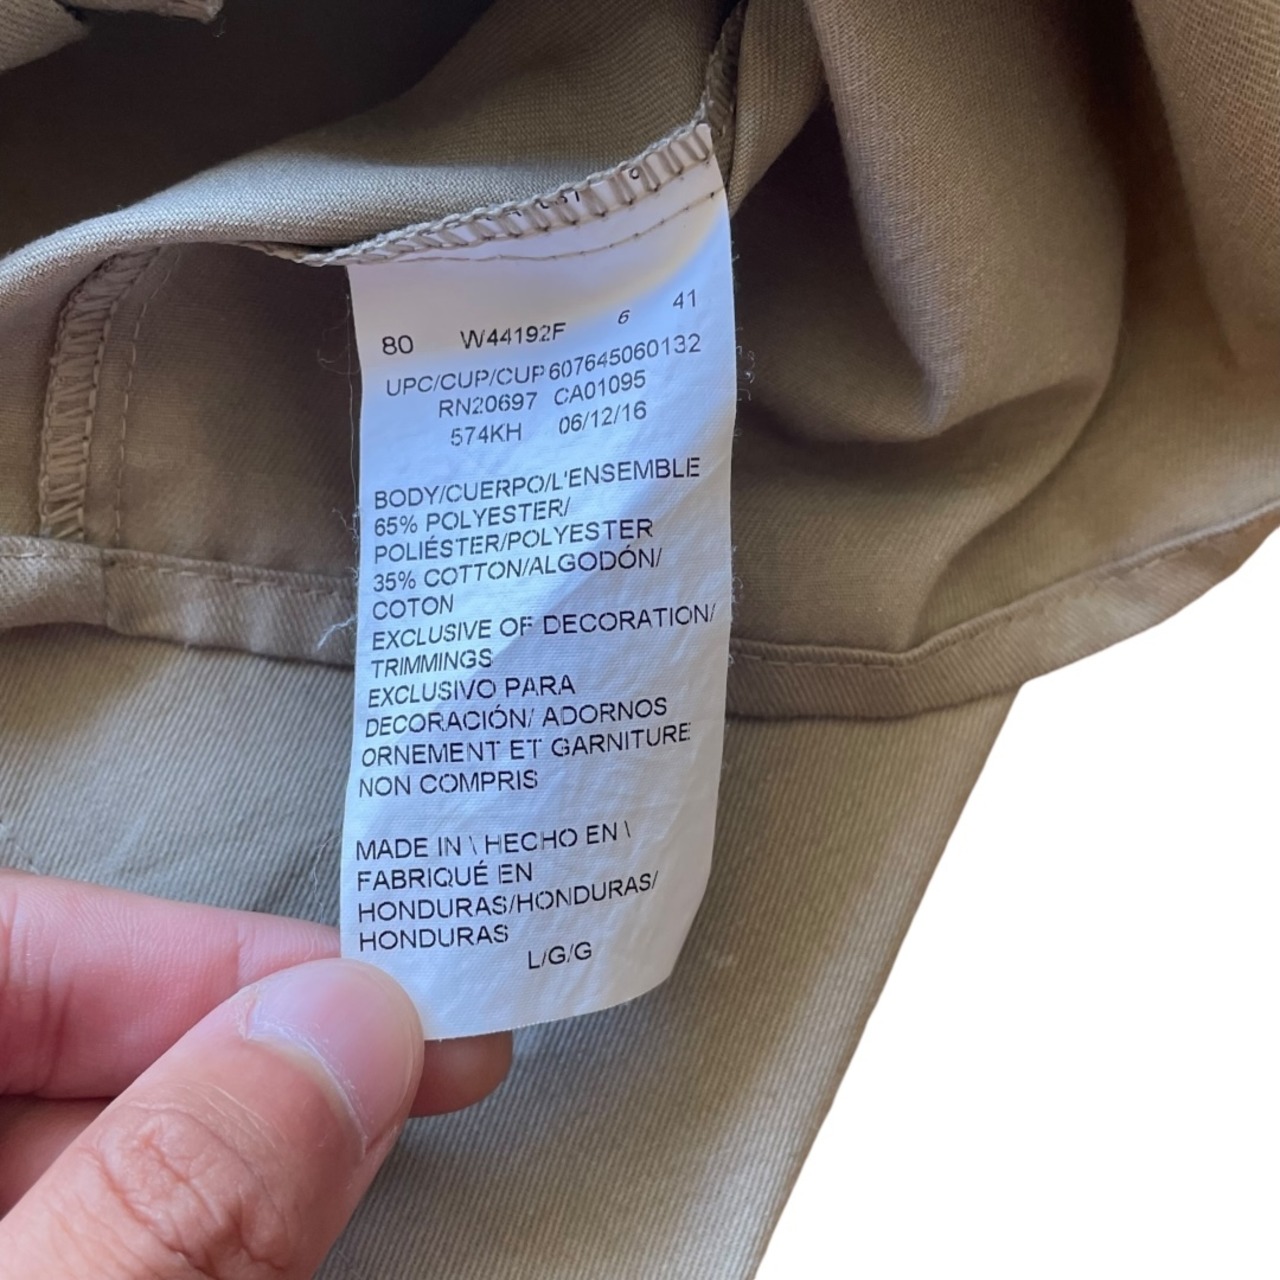 80 W44192F 6 41
UPC/CUP/CUP 607645060132
RN20697 CA01095
574KH 06/12/16
BODY/CUERPO/L'ENSEMBLE
65% POLYESTER/
POLIÉSTER/POLYESTER
35% COTTON/ALGODÓN/
COTON
EXCLUSIVE OF DECORATION/
TRIMMINGS
EXCLUSIVO PARA
DECORACIÓN/ ADORNOS
ORNEMENT ET GARNITURE
NON COMPRIS
MADE IN \ HECHO EN \
FABRIQUÉ EN
HONDURAS/HONDURAS/
HONDURAS
L/G/G